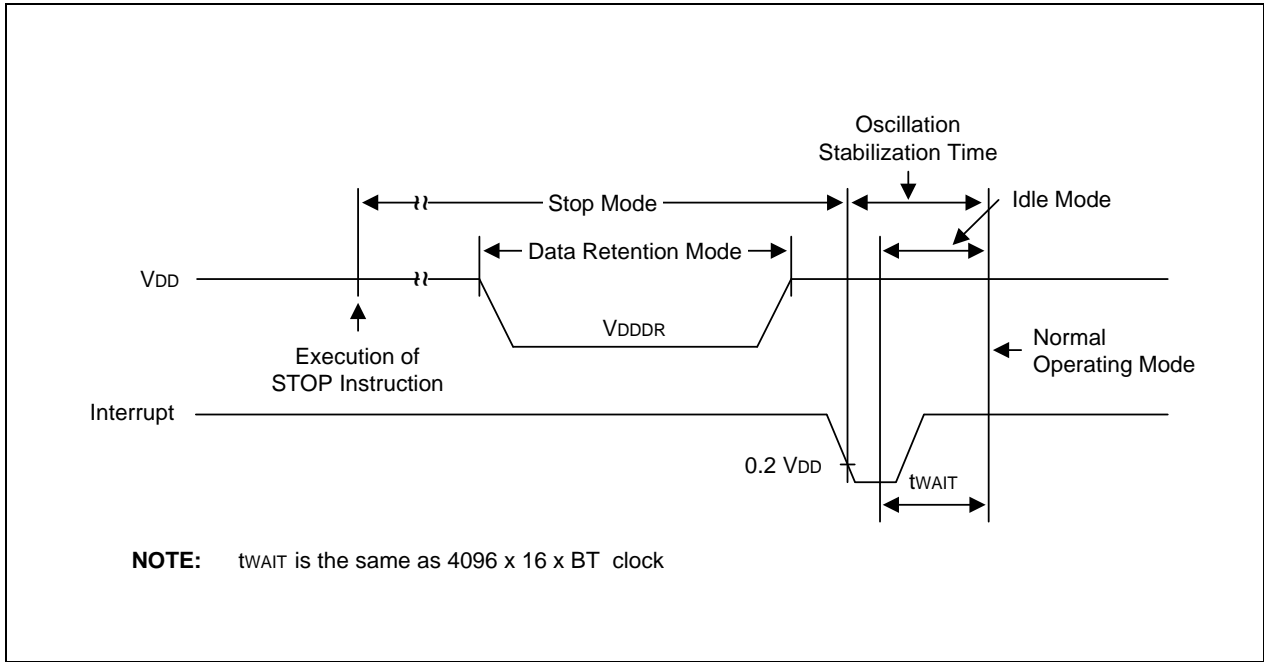 Oscillation
Stabilization Time
Stop Mode
Idle Mode
Data Retention Mode
VDD
VDDDR
Execution of
STOP Instruction
Normal
Operating Mode
Interrupt
0.2 VDD
tWAIT
NOTE: tWAIT is the same as 4096 x 16 x BT clock